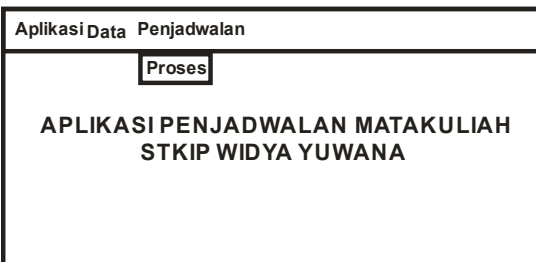 Aplikasi Data Penjadwalan
Proses
APLIKASI PENJADWALAN MATAKULIAH
STKIP WIDYA YUWANA